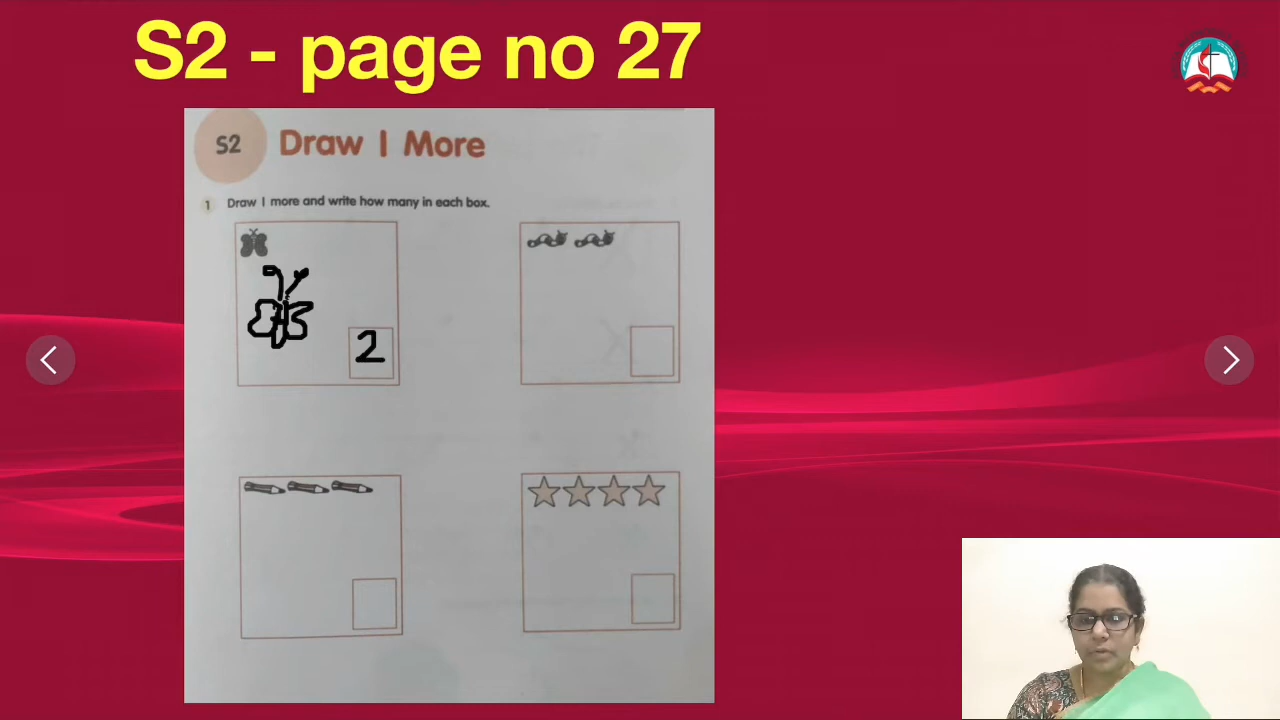 S2 - page no 27
S2
Draw 1 More
1 Draw 1 more and write how many in each box.
2